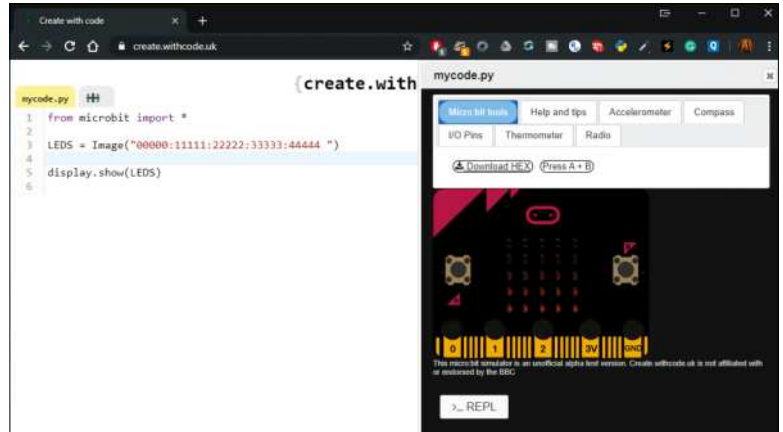 Create with code
create.withcode.uk
{create.with
mycode.py
1 from microbit import *
2
3 LEDS = Image("00000:11111:22222:33333:44444 ")
4
5 display.show(LEDS)
6
mycode.py
Micro:bit tools Help and tips Accelerometer Compass
I/O Pins Thermometer Radio
Download HEX (Press A + B)
0 1 2 3V GND
This micro:bit simulator is an unofficial alpha test version. Create.withcode.uk is not affiliated with
or endorsed by the BBC
>_ REPL